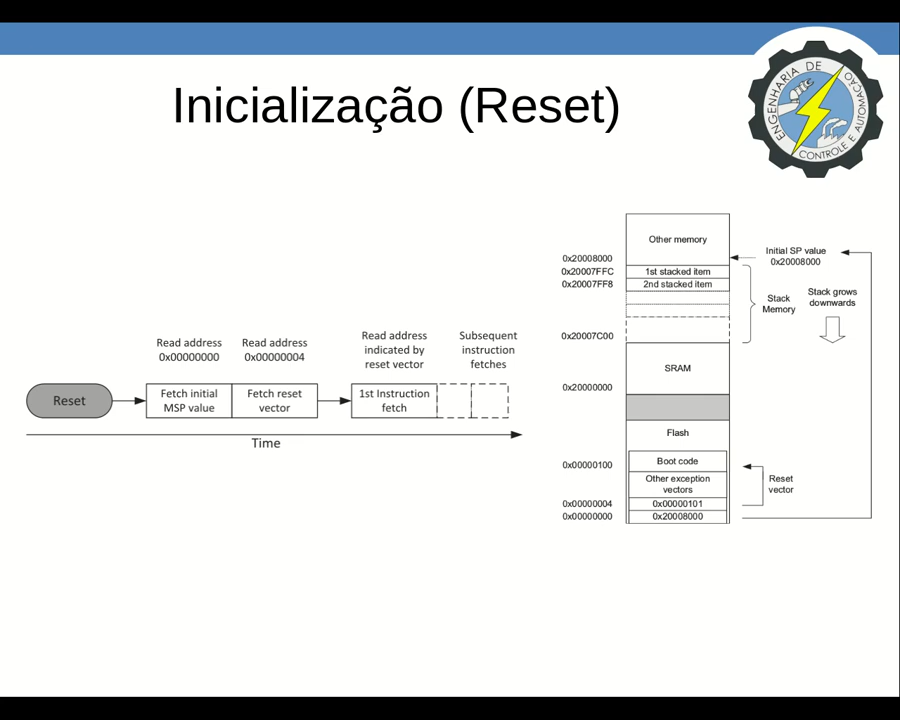 Inicialização (Reset)
ENGENHARIA DE
CONTROLE E AUTOMAÇÃO
Read address
0x00000000
Read address
0x00000004
Read address
indicated by
reset vector
Subsequent
instruction
fetches
Reset
Fetch initial
MSP value
Fetch reset
vector
1st Instruction
fetch
Time
Other memory
0x20008000
0x20007FFC
1st stacked item
0x20007FF8
2nd stacked item
0x20007C00
SRAM
0x20000000
Flash
0x00000100
Boot code
Other exception
vectors
0x00000004
0x00000101
0x00000000
0x20008000
Initial SP value
0x20008000
Stack
Memory
Stack grows
downwards
Reset
vector